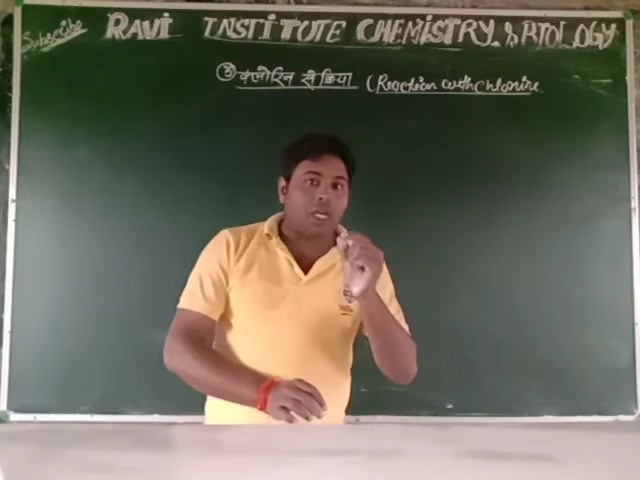 Subscribe
RAVI INSTITUTE CHEMISTRY & BIOLOGY
③ क्लोरिन से क्रिया (Reaction with Chlorine